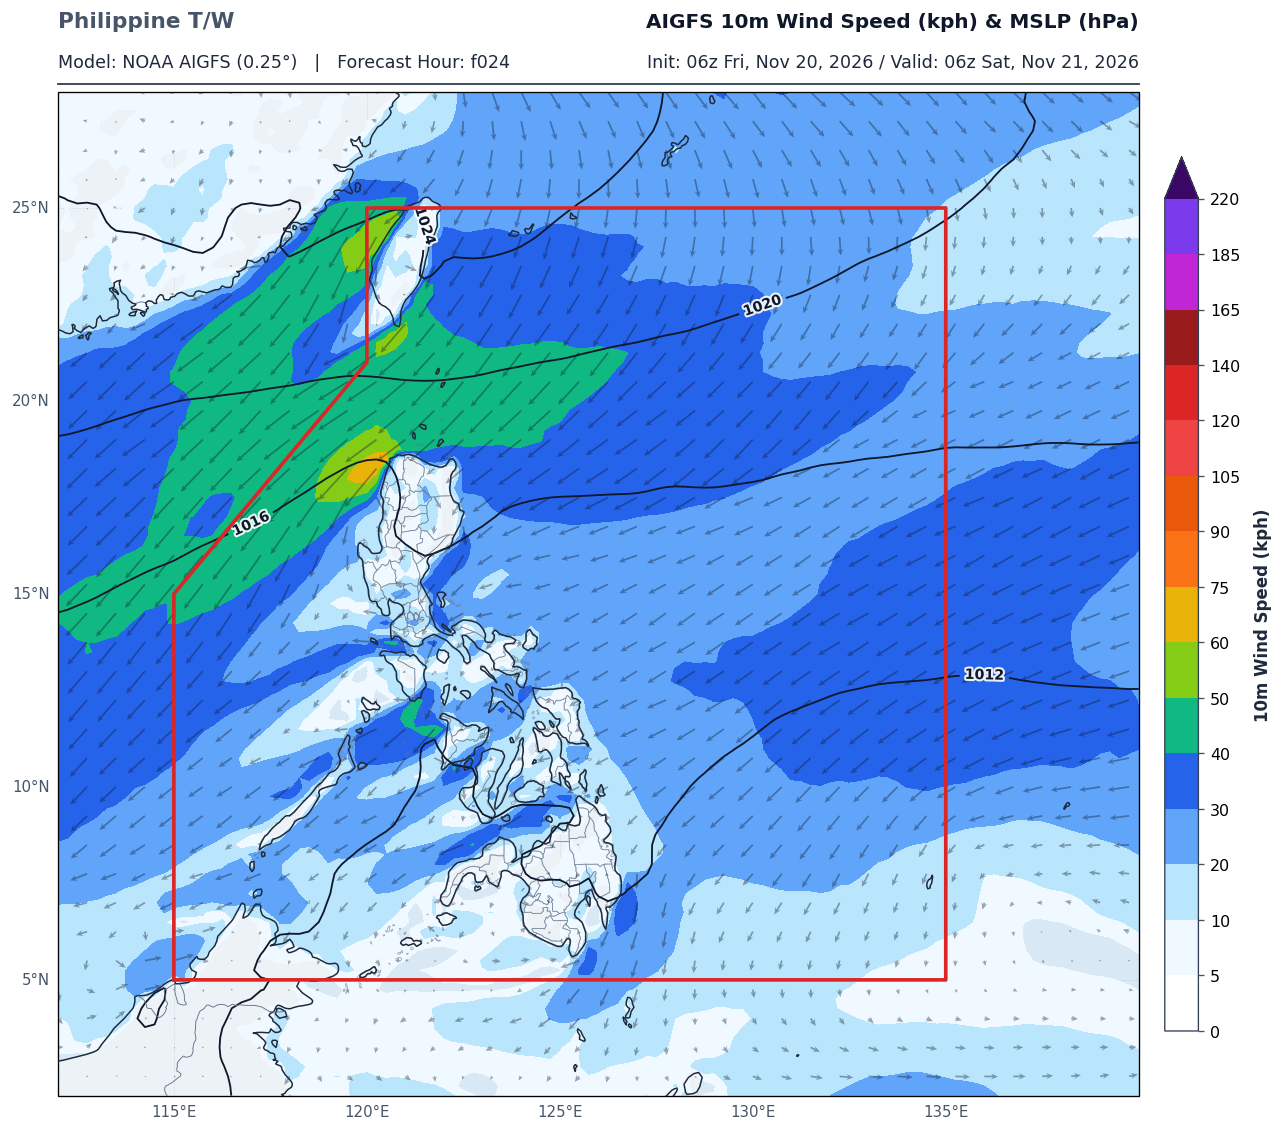 Philippine T/W
AIGFS 10m Wind Speed (kph) & MSLP (hPa)
Model: NOAA AIGFS (0.25°) | Forecast Hour: f024
Init: 06z Fri, Nov 20, 2026 / Valid: 06z Sat, Nov 21, 2026
25°N
20°N
15°N
10°N
5°N
115°E
120°E
125°E
130°E
135°E
1024
1020
1016
1012
220
185
165
140
120
105
90
75
60
50
40
30
20
10
5
0
10m Wind Speed (kph)